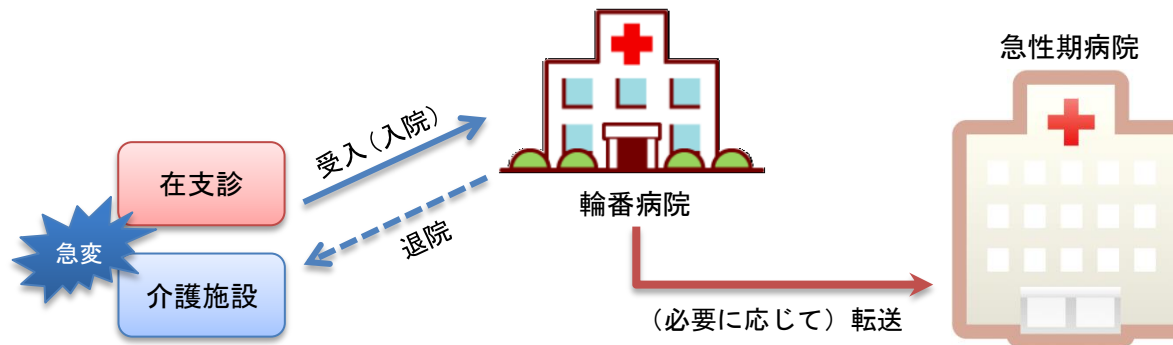 急性期病院
受入(入院)
在支診
輪番病院
退院
急変
介護施設
(必要に応じて)転送